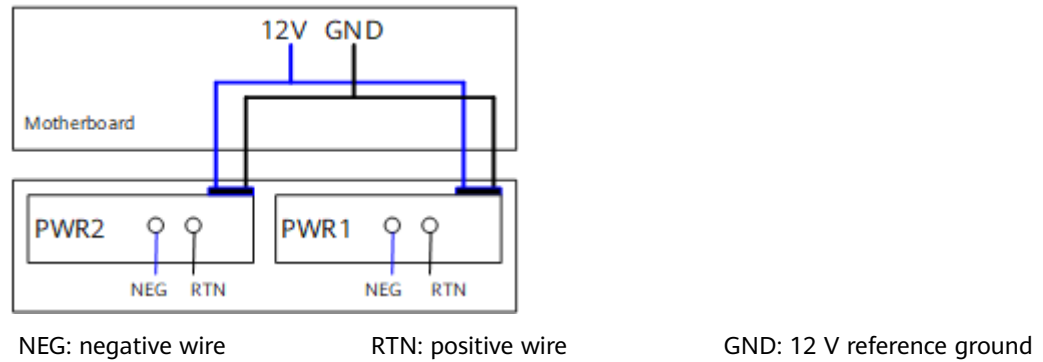 12V GND
Motherboard
PWR2
PWR1
NEG RTN
NEG RTN
NEG: negative wire
RTN: positive wire
GND: 12 V reference ground